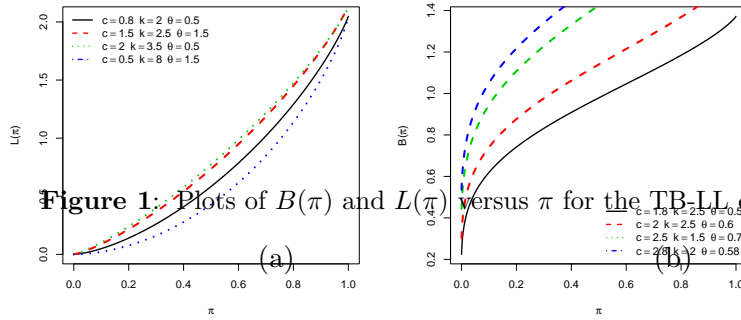 2.0
1.5
1.0
0.5
0.0
L(π)
c = 0.8 k = 2 θ = 0.5
c = 1.5 k = 2.5 θ = 1.5
c = 2 k = 3.5 θ = 0.5
c = 0.5 k = 8 θ = 1.5
0.0 0.2 0.4 0.6 0.8 1.0
π
(a)
1.4
1.2
1.0
0.8
0.6
0.4
0.2
B(π)
c = 1.8 k = 2.5 θ = 0.5
c = 2 k = 2.5 θ = 0.6
c = 2.5 k = 1.5 θ = 0.7
c = 2.8 k = 2 θ = 0.58
0.0 0.2 0.4 0.6 0.8 1.0
π
(b)
Figure 1: Plots of B(π) and L(π) versus π for the TB-LL